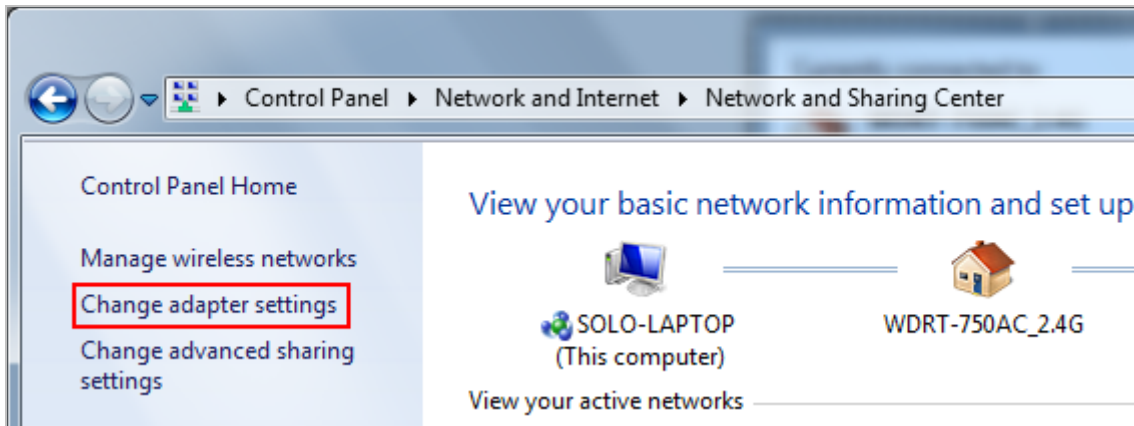 Control Panel ▸ Network and Internet ▸ Network and Sharing Center
Control Panel Home
Manage wireless networks
Change adapter settings
Change advanced sharing
settings
View your basic network information and set up
SOLO-LAPTOP
(This computer)
WDRT-750AC_2.4G
View your active networks